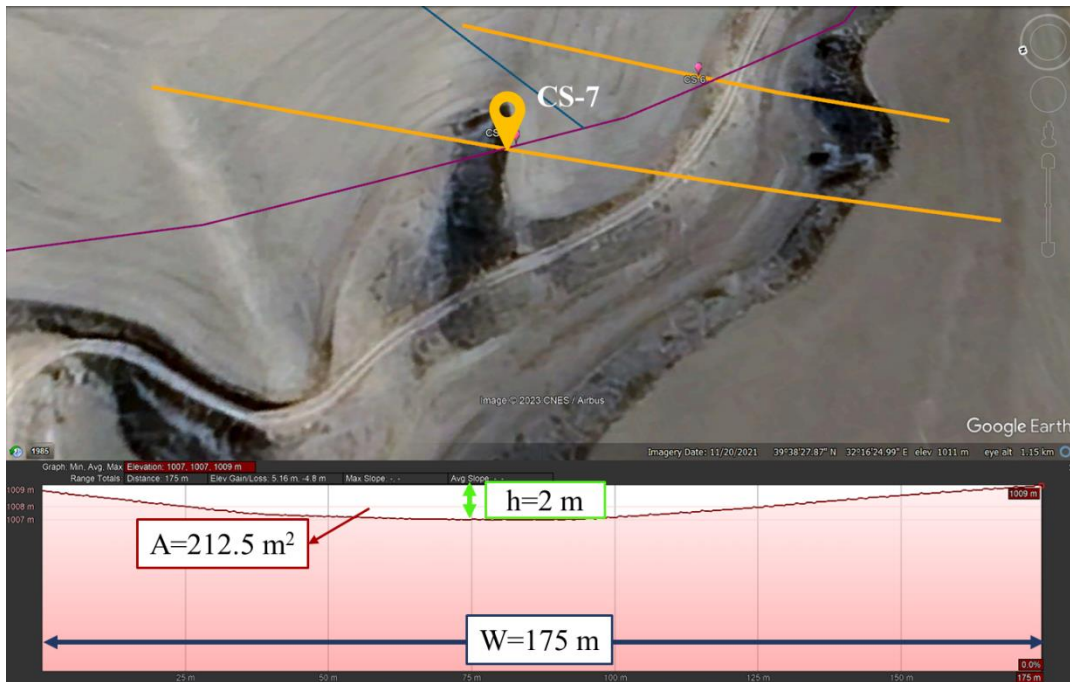 CS-6
CS-7
CS
Image © 2023 CNES / Airbus
Google Earth
1985
Imagery Date: 11/20/2021 39°38'27.87" N 32°16'24.99" E elev 1011 m eye alt 1.15 km
Graph: Min, Avg, Max Elevation: 1007, 1007, 1009 m
Range Totals Distance: 175 m Elev Gain/Loss: 5.16 m, -4.8 m Max Slope: -, - Avg Slope: -, -
1009 m
1008 m
1007 m
h=2 m
1009 m
A=212.5 m²
W=175 m
0.0%
25 m 50 m 75 m 100 m 125 m 150 m 175 m